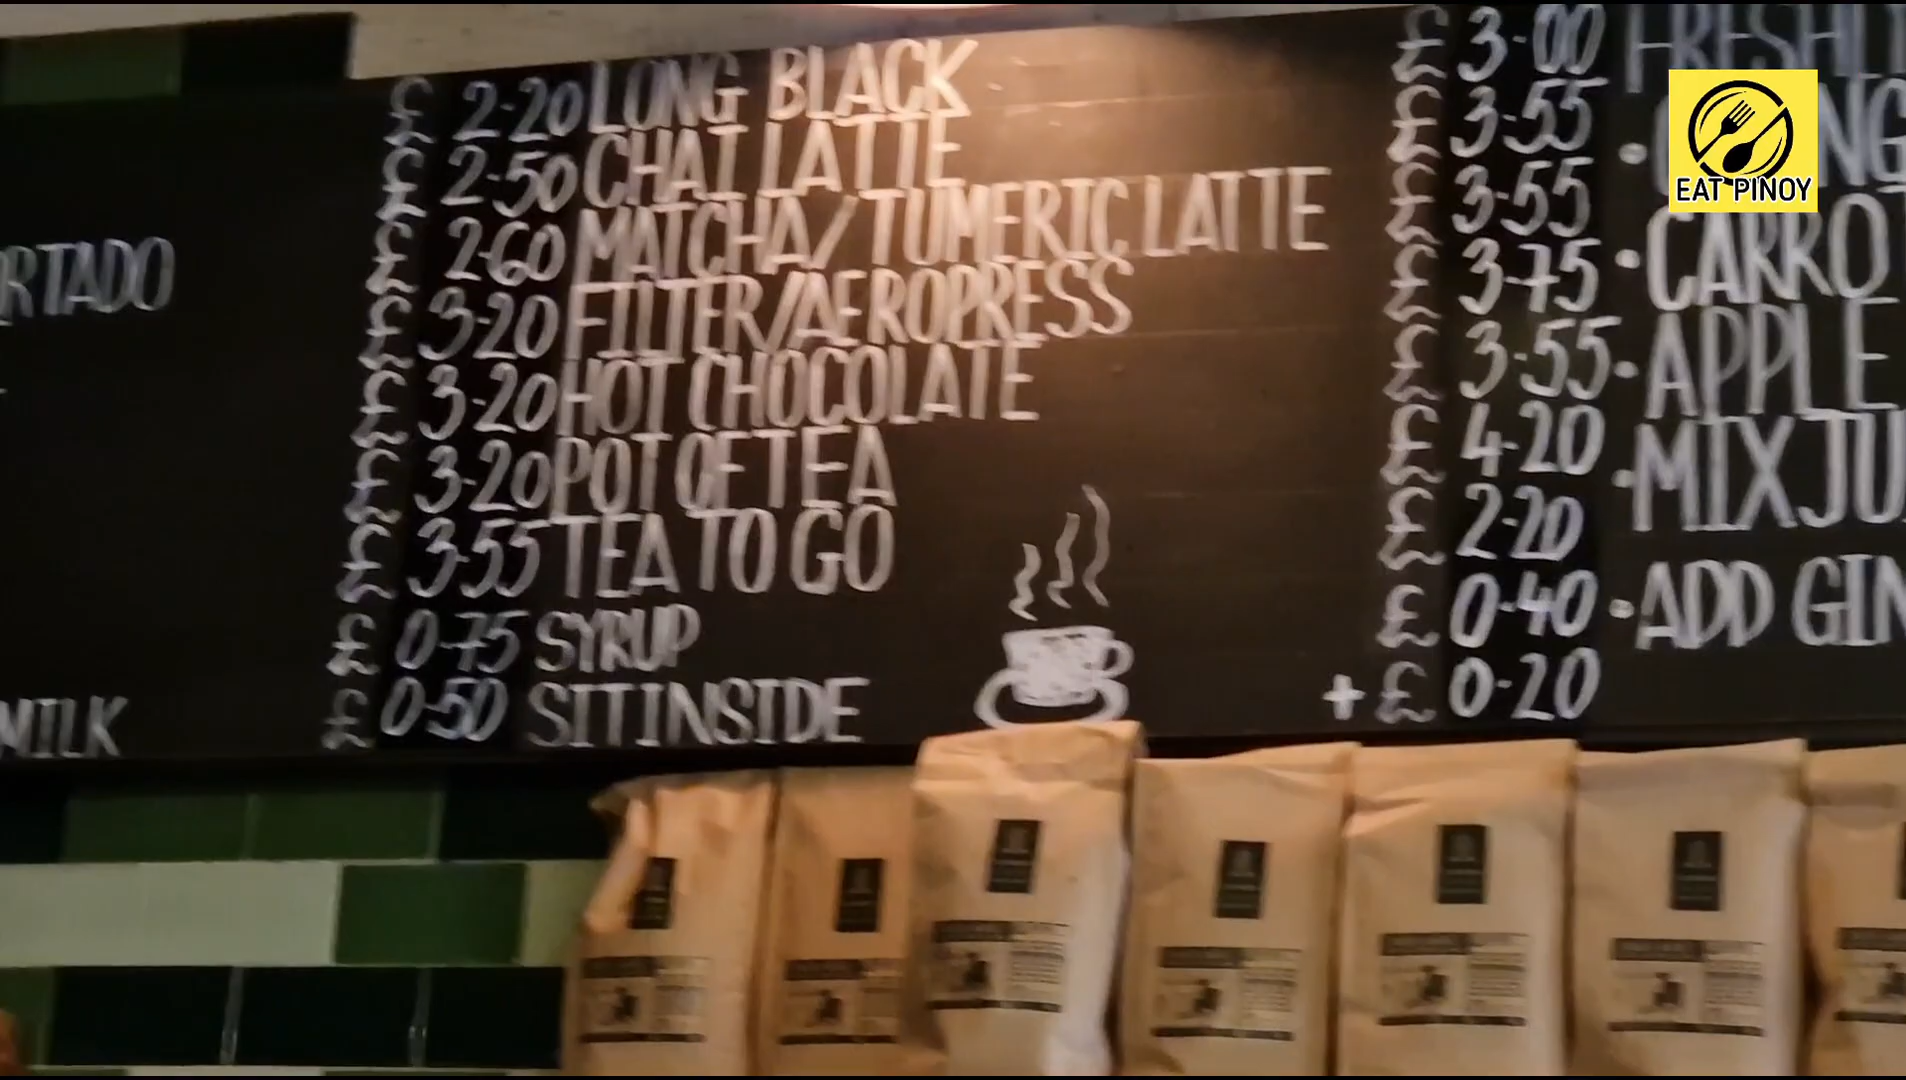 £ 2-20 LONG BLACK £ 3-00
£ 2-50 CHAI LATTE £ 3-55
£ 2-60 MATCHA/TUMERIC LATTE £ 3-55 CARRO
ORTADO £ 3-20 FILTER/AEROPRESS £ 3-75 APPLE
£ 3-20 HOT CHOCOLATE £ 3-55
£ 3-20 POT OF TEA £ 4-20 MIX JU
£ 3-55 TEA TO GO £ 2-20
£ 0-75 SYRUP £ 0-40 ADD GIN
MILK £ 0-50 SIT INSIDE + £ 0-20
EAT PINOY